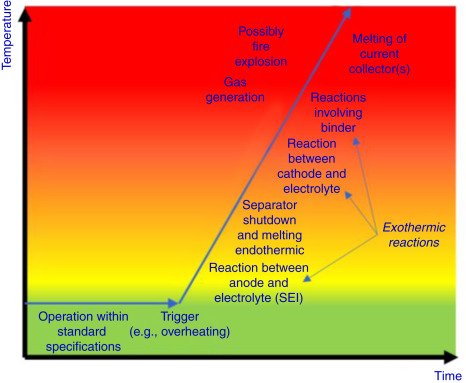 Temperature
Possibly
fire
explosion
Melting of
current
collector(s)
Gas
generation
Reactions
involving
binder
Reaction
between
cathode and
electrolyte
Separator
shutdown
and melting
endothermic
Exothermic
reactions
Reaction between
anode and
electrolyte (SEI)
Operation within
standard
specifications
Trigger
(e.g., overheating)
Time